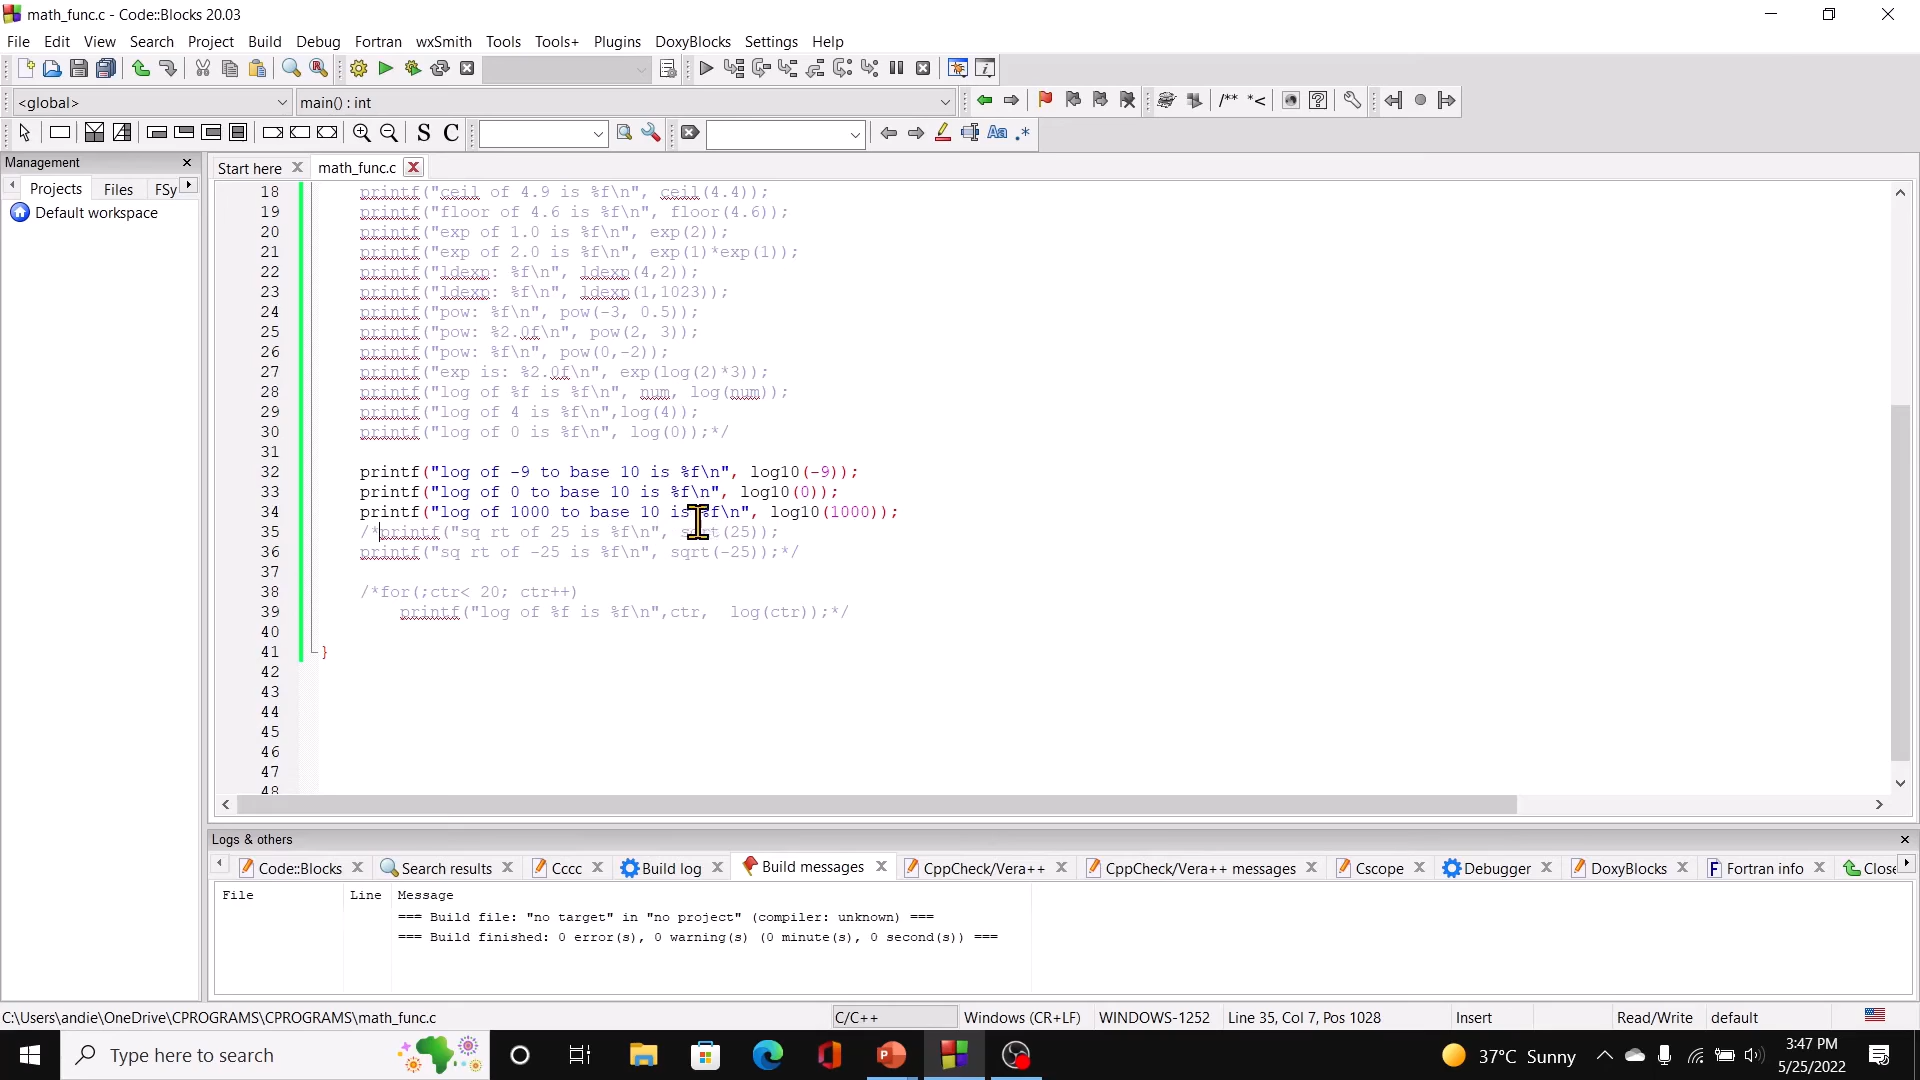 math_func.c - Code::Blocks 20.03
File Edit View Search Project Build Debug Fortran wxSmith Tools Tools+ Plugins DoxyBlocks Settings Help
<global> main() : int
/** *<
S C Aa .*
Management
Start here math_func.c
Projects Files FSy
Default workspace
18 printf("ceil of 4.9 is %f\n", ceil(4.4));
19 printf("floor of 4.6 is %f\n", floor(4.6));
20 printf("exp of 1.0 is %f\n", exp(2));
21 printf("exp of 2.0 is %f\n", exp(1)*exp(1));
22 printf("ldexp: %f\n", ldexp(4,2));
23 printf("ldexp: %f\n", ldexp(1,1023));
24 printf("pow: %f\n", pow(-3, 0.5));
25 printf("pow: %2.0f\n", pow(2, 3));
26 printf("pow: %f\n", pow(0,-2));
27 printf("exp is: %2.0f\n", exp(log(2)*3));
28 printf("log of %f is %f\n", num, log(num));
29 printf("log of 4 is %f\n",log(4));
30 printf("log of 0 is %f\n", log(0));*/
31
32 printf("log of -9 to base 10 is %f\n", log10(-9));
33 printf("log of 0 to base 10 is %f\n", log10(0));
34 printf("log of 1000 to base 10 is %f\n", log10(1000));
35 /*printf("sq rt of 25 is %f\n", sqrt(25));
36 printf("sq rt of -25 is %f\n", sqrt(-25));*/
37
38 /*for(;ctr< 20; ctr++)
39 printf("log of %f is %f\n",ctr, log(ctr));*/
40
41 }
42
43
44
45
46
47
48
Logs & others
Code::Blocks Search results Cccc Build log Build messages CppCheck/Vera++ CppCheck/Vera++ messages Cscope Debugger DoxyBlocks Fortran info Close
File Line Message
=== Build file: "no target" in "no project" (compiler: unknown) ===
=== Build finished: 0 error(s), 0 warning(s) (0 minute(s), 0 second(s)) ===
C:\Users\andie\OneDrive\CPROGRAMS\CPROGRAMS\math_func.c C/C++ Windows (CR+LF) WINDOWS-1252 Line 35, Col 7, Pos 1028 Insert Read/Write default
Type here to search 37°C Sunny 3:47 PM
5/25/2022